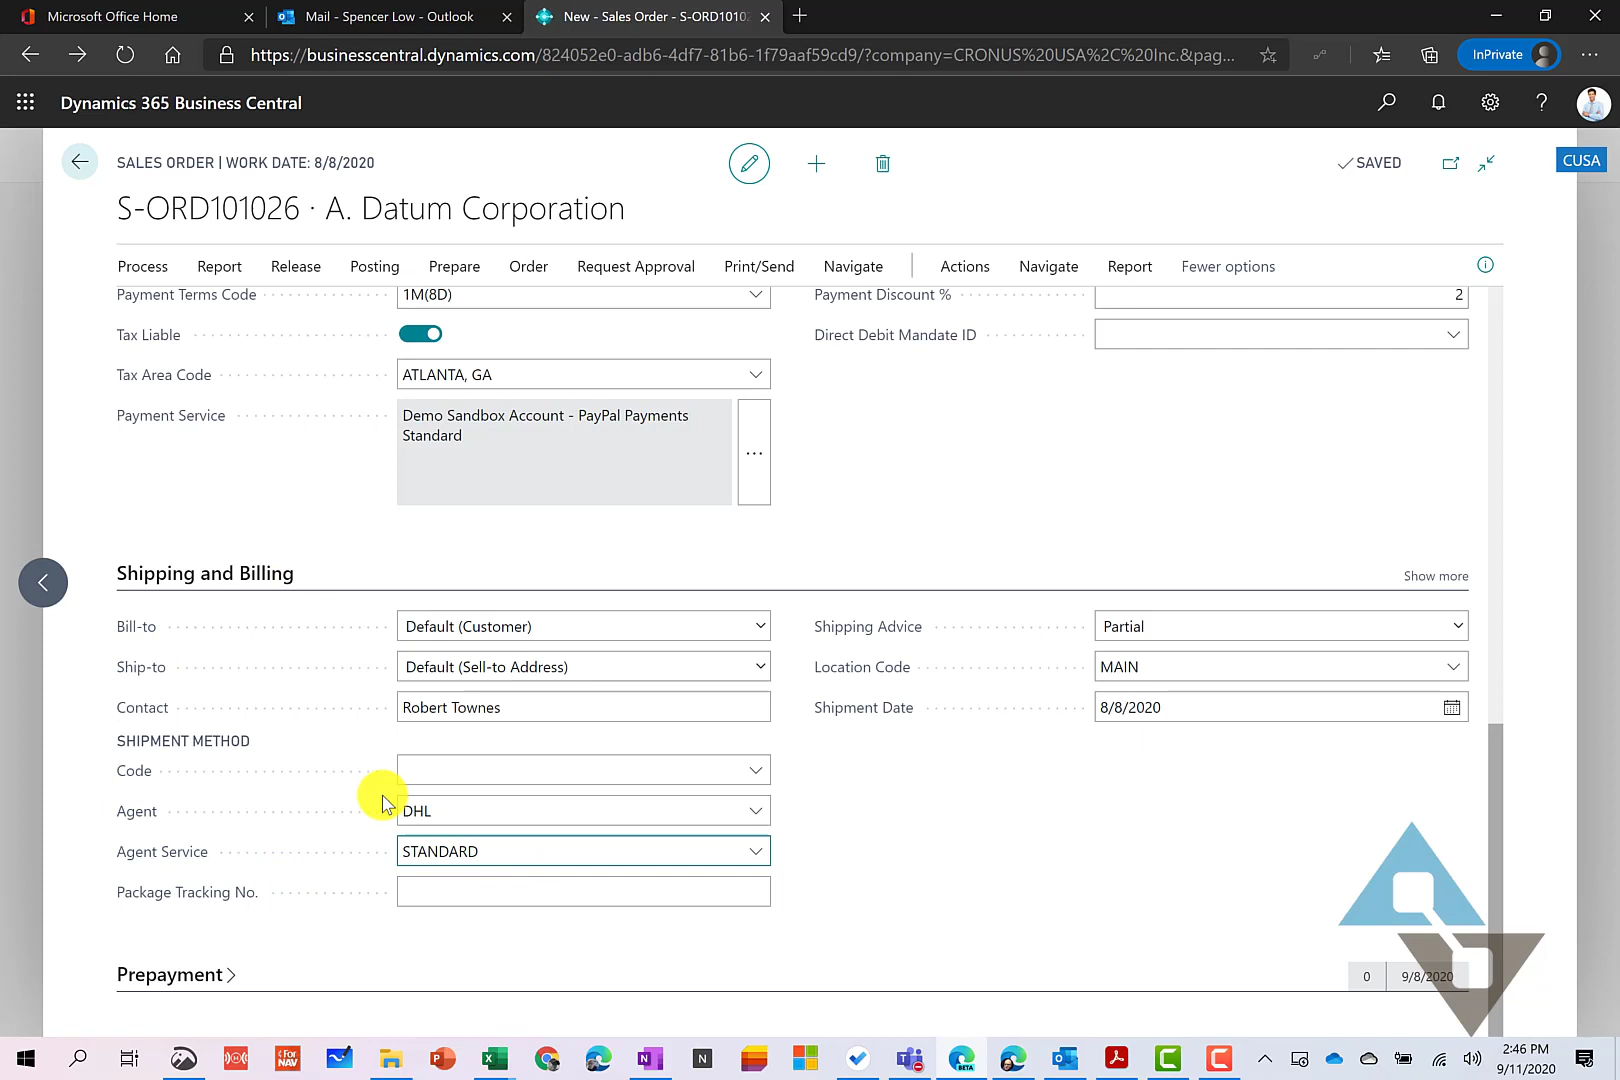 Microsoft Office Home
Mail - Spencer Low - Outlook
New - Sales Order - S-ORD10102
https://businesscentral.dynamics.com/824052e0-adb6-4df7-81b6-1f79aaf59cd9/?company=CRONUS%20USA%2C%20Inc.&pag...
InPrivate
Dynamics 365 Business Central
SALES ORDER | WORK DATE: 8/8/2020
SAVED
CUSA
S-ORD101026 · A. Datum Corporation
Process Report Release Posting Prepare Order Request Approval Print/Send Navigate Actions Navigate Report Fewer options
Payment Terms Code 1M(8D) Payment Discount % 2
Tax Liable Direct Debit Mandate ID
Tax Area Code ATLANTA, GA
Payment Service Demo Sandbox Account - PayPal Payments
Standard
...
Shipping and Billing Show more
Bill-to Default (Customer) Shipping Advice Partial
Ship-to Default (Sell-to Address) Location Code MAIN
Contact Robert Townes Shipment Date 8/8/2020
SHIPMENT METHOD
Code
Agent DHL
Agent Service STANDARD
Package Tracking No.
Prepayment 0 9/8/2020
for NAV
BETA
2:46 PM
9/11/2020